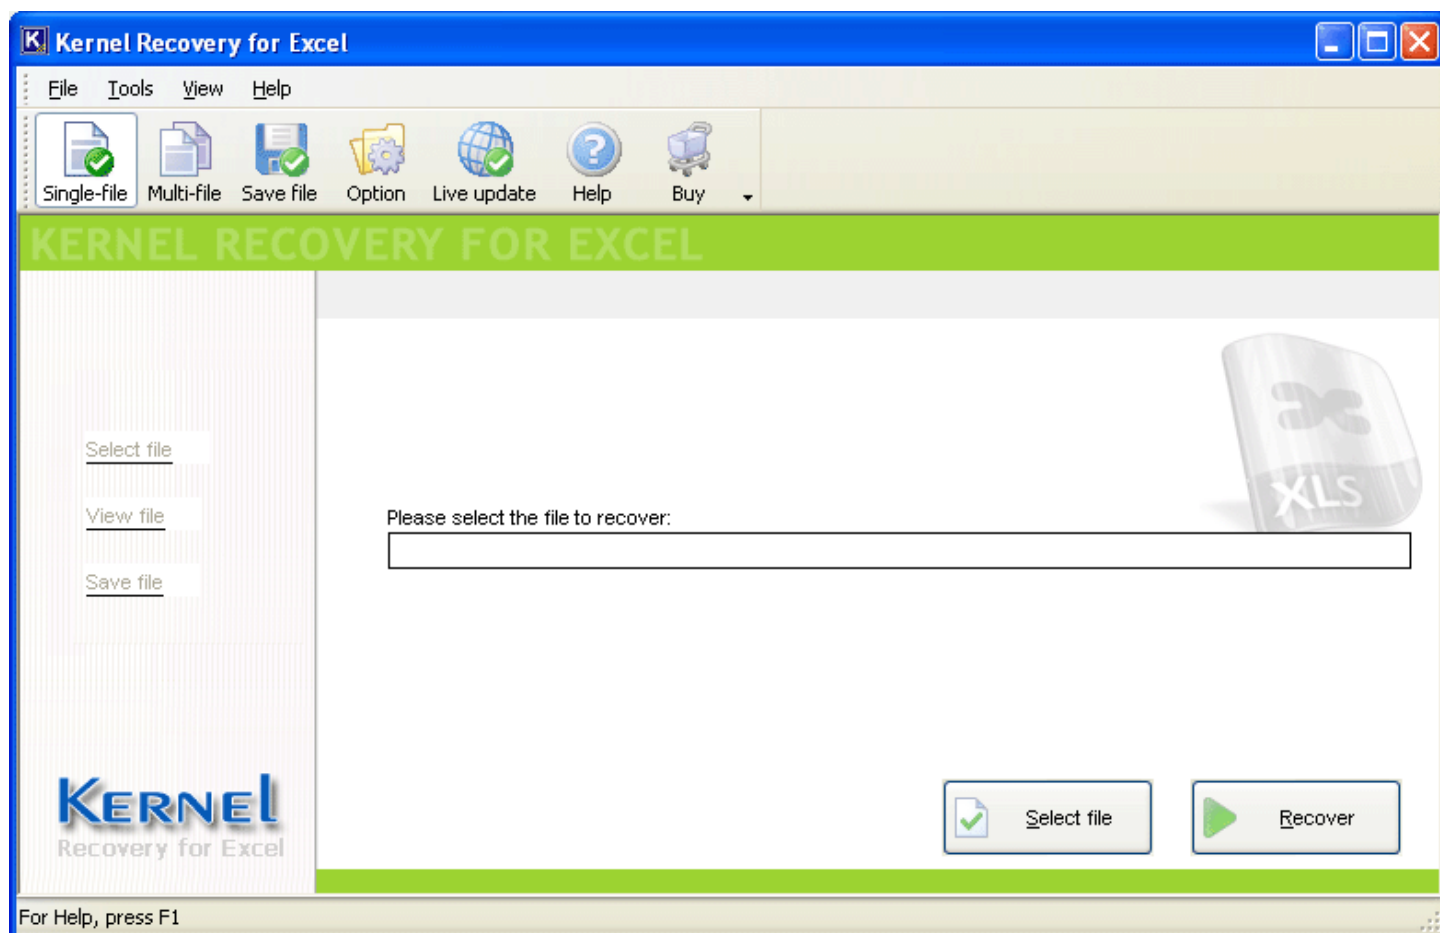 Kernel Recovery for Excel
File Tools View Help
Single-file Multi-file Save file Option Live update Help Buy
KERNEL RECOVERY FOR EXCEL
XLS
Select file
View file
Save file
Please select the file to recover:
Select file Recover
KERNEL
Recovery for Excel
For Help, press F1